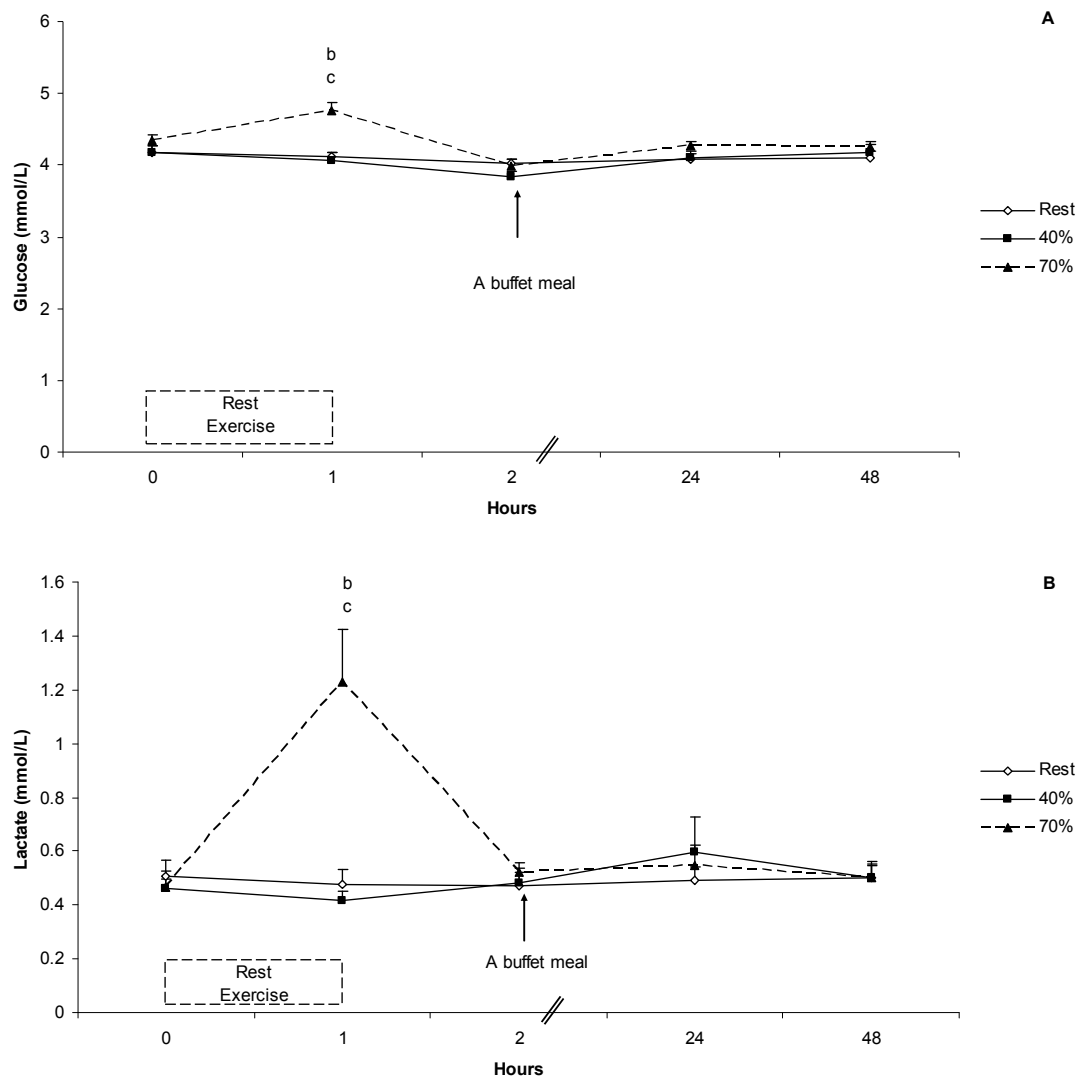 A
6
5
4
3
2
1
0
Glucose (mmol/L)
b
c
A buffet meal
Rest
Exercise
0 1 2 24 48
Hours
Rest
40%
70%
B
1.6
1.4
1.2
1
0.8
0.6
0.4
0.2
0
Lactate (mmol/L)
b
c
A buffet meal
Rest
Exercise
0 1 2 24 48
Hours
Rest
40%
70%